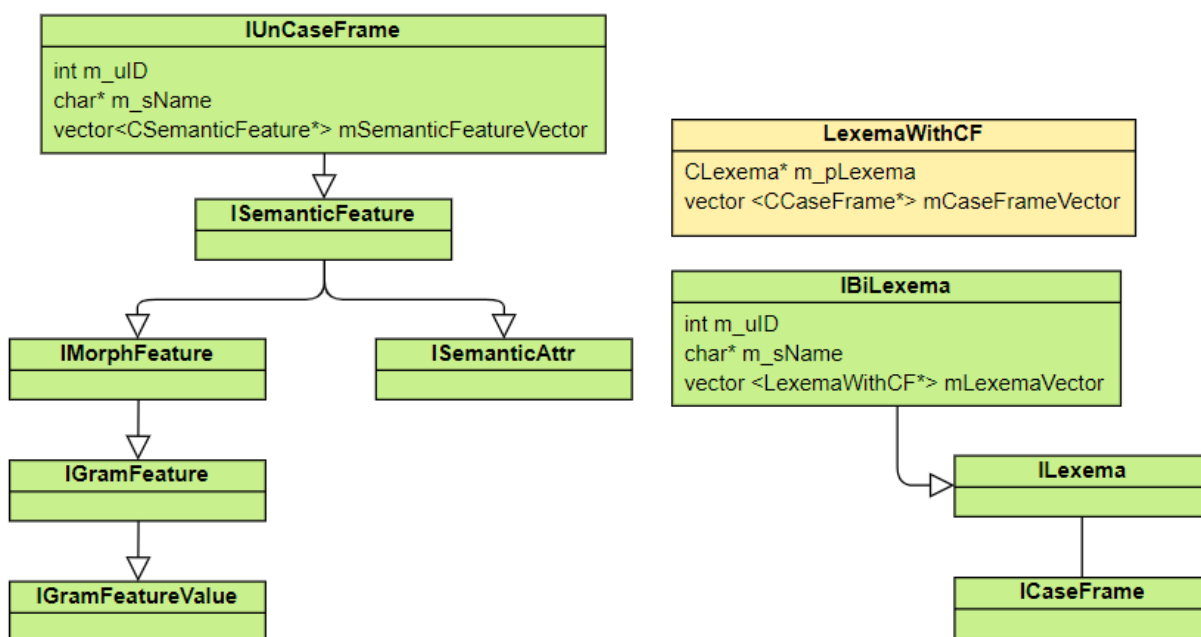 IUnCaseFrame
int m_uID
char* m_sName
vector<CSemanticFeature*> mSemanticFeatureVector
ISemanticFeature
IMorphFeature
ISemanticAttr
IGramFeature
IGramFeatureValue
LexemaWithCF
CLexema* m_pLexema
vector <CCaseFrame*> mCaseFrameVector
IBiLexema
int m_uID
char* m_sName
vector <LexemaWithCF*> mLexemaVector
ILexema
ICaseFrame